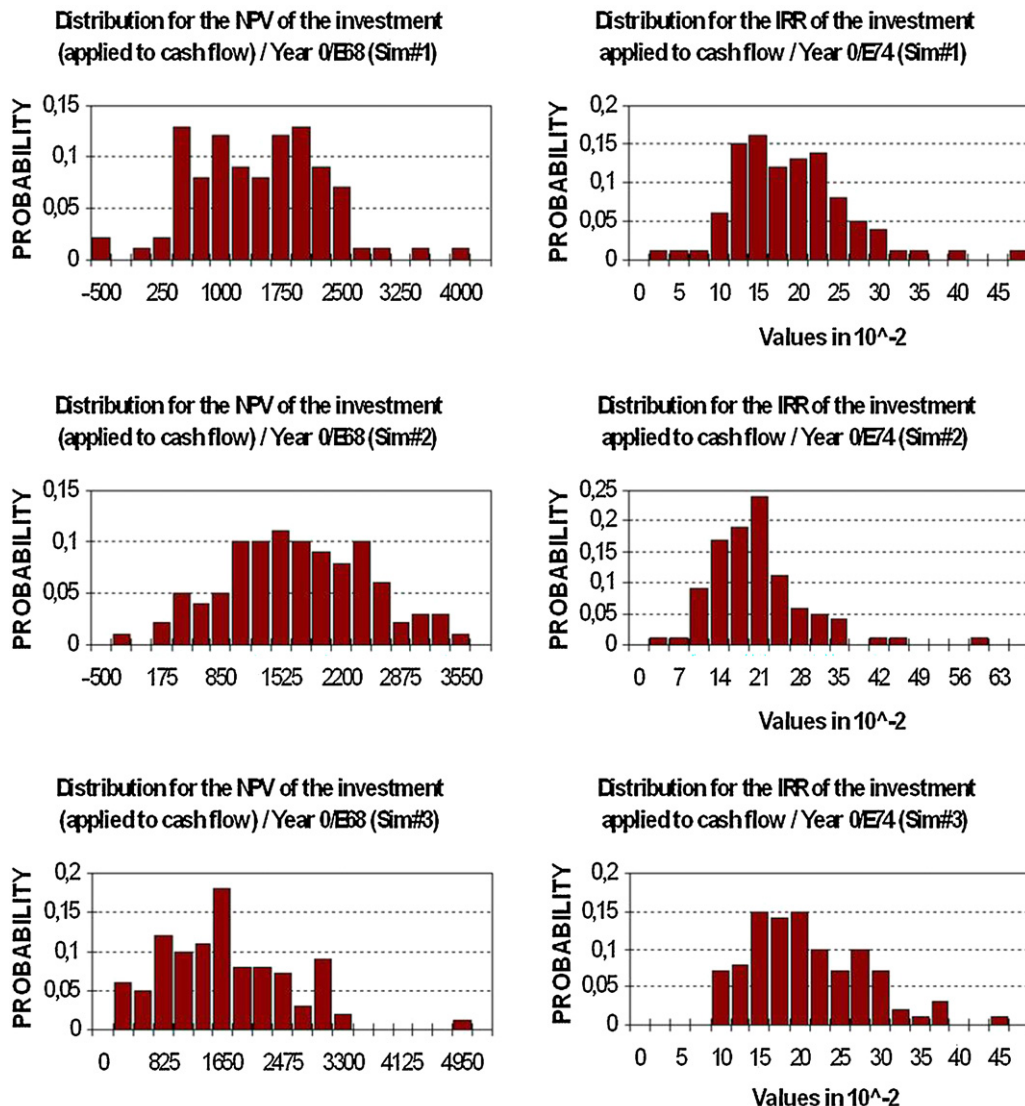 Distribution for the NPV of the investment
(applied to cash flow) / Year 0/E68 (Sim#1)
PROBABILITY
0,15
0,1
0,05
0
-500 250 1000 1750 2500 3250 4000
Distribution for the IRR of the investment
applied to cash flow / Year 0/E74 (Sim#1)
PROBABILITY
0,2
0,15
0,1
0,05
0
0 5 10 15 20 25 30 35 40 45
Values in 10^-2
Distribution for the NPV of the investment
(applied to cash flow) / Year 0/E68 (Sim#2)
PROBABILITY
0,15
0,1
0,05
0
-500 175 850 1525 2200 2875 3550
Distribution for the IRR of the investment
applied to cash flow / Year 0/E74 (Sim#2)
PROBABILITY
0,25
0,2
0,15
0,1
0,05
0
0 7 14 21 28 35 42 49 56 63
Values in 10^-2
Distribution for the NPV of the investment
(applied to cash flow) / Year 0/E68 (Sim#3)
PROBABILITY
0,2
0,15
0,1
0,05
0
0 825 1650 2475 3300 4125 4950
Distribution for the IRR of the investment
applied to cash flow / Year 0/E74 (Sim#3)
PROBABILITY
0,2
0,15
0,1
0,05
0
0 5 10 15 20 25 30 35 40 45
Values in 10^-2